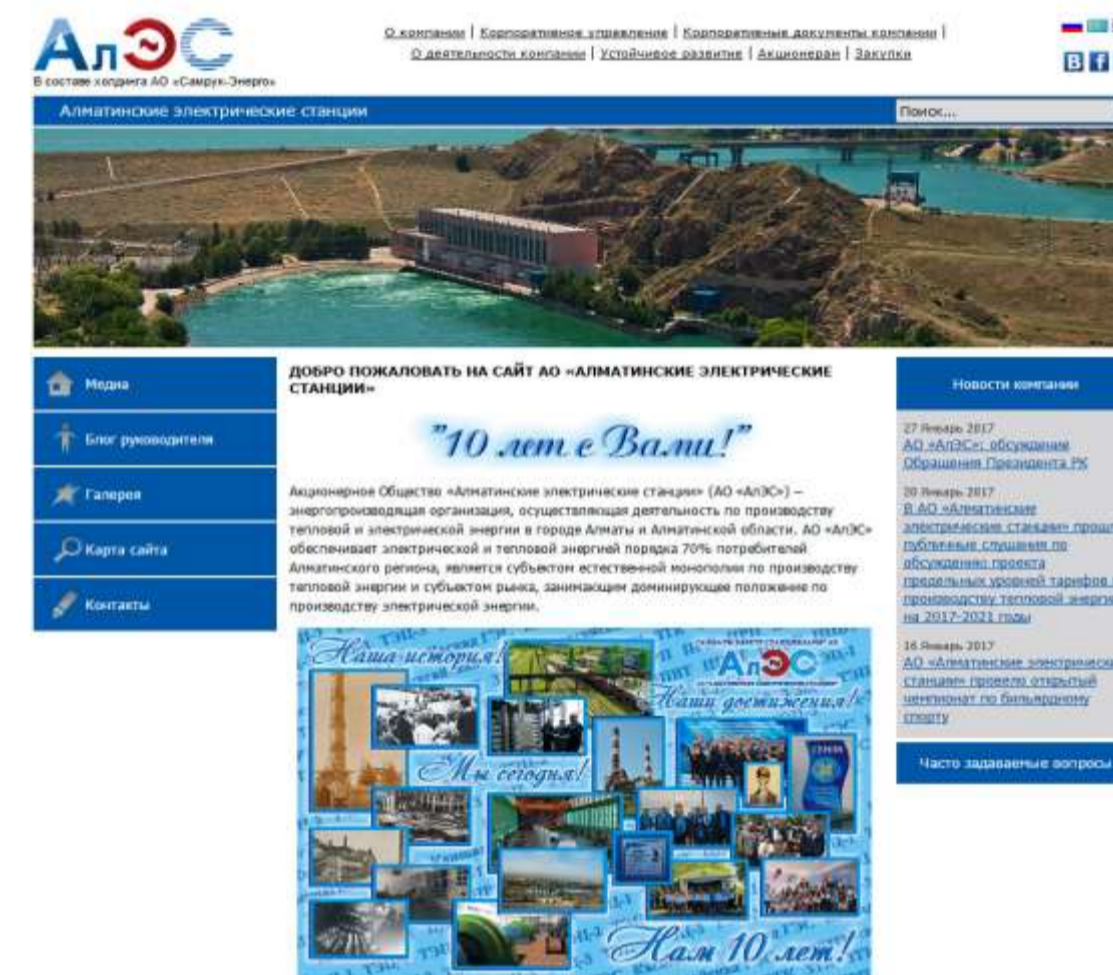 АлЭС
В составе холдинга АО «Самрук-Энерго»
О компании | Корпоративное управление | Корпоративные документы компании |
О деятельности компании | Устойчивое развитие | Акционерам | Закупки
Алматинские электрические станции
Поиск...
Медиа
Блог руководителя
Галерея
Карта сайта
Контакты
ДОБРО ПОЖАЛОВАТЬ НА САЙТ АО «АЛМАТИНСКИЕ ЭЛЕКТРИЧЕСКИЕ
СТАНЦИИ»
"10 лет с Вами!"
Акционерное Общество «Алматинские электрические станции» (АО «АлЭС») –
энергопроизводящая организация, осуществляющая деятельность по производству
тепловой и электрической энергии в городе Алматы и Алматинской области. АО «АлЭС»
обеспечивает электрической и тепловой энергией порядка 70% потребителей
Алматинского региона, является субъектом естественной монополии по производству
тепловой энергии и субъектом рынка, занимающим доминирующее положение по
производству электрической энергии.
Наша история!
АлЭС
Наши достижения!
Мы сегодня!
Нам 10 лет!
Новости компании
27 Январь 2017
АО «АлЭС»: обсуждение
Обращения Президента РК
20 Январь 2017
В АО «Алматинские
электрические станции» прошли
публичные слушания по
обсуждению проекта
предельных уровней тарифов
производству тепловой энергии
на 2017-2021 годы
16 Январь 2017
АО «Алматинские электрические
станции» провело открытый
чемпионат по бильярдному
спорту
Часто задаваемые вопросы